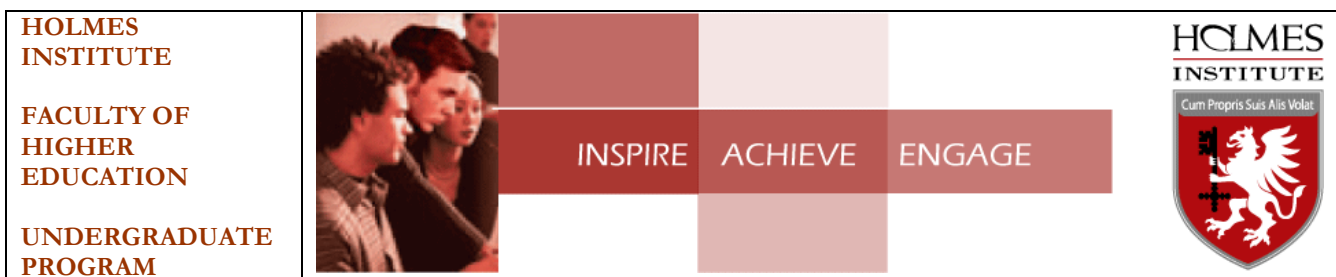 HOLMES
INSTITUTE
FACULTY OF
HIGHER
EDUCATION
UNDERGRADUATE
PROGRAM
INSPIRE ACHIEVE ENGAGE
HOLMES
INSTITUTE
Cum Propris Suis Alis Volat